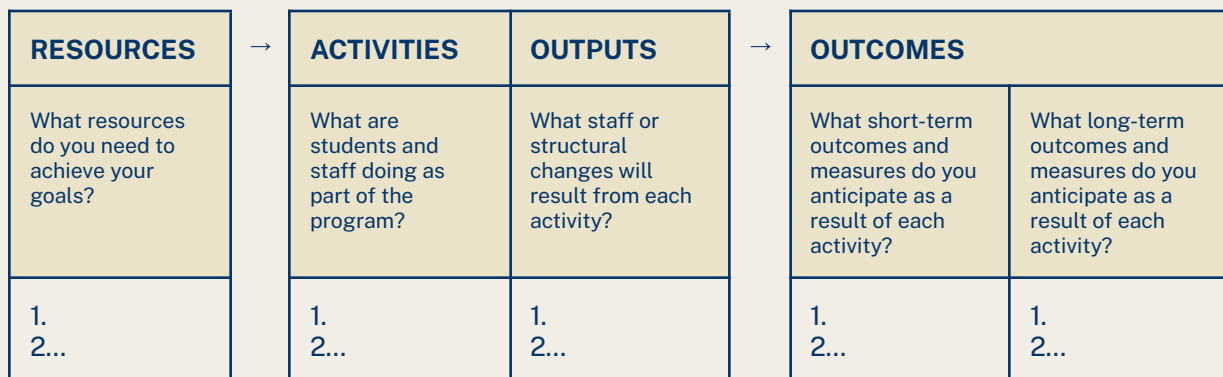 RESOURCES
→
ACTIVITIES
OUTPUTS
→
OUTCOMES
What resources
do you need to
achieve your
goals?
What are
students and
staff doing as
part of the
program?
What staff or
structural
changes will
result from each
activity?
What short-term
outcomes and
measures do you
anticipate as a
result of each
activity?
What long-term
outcomes and
measures do you
anticipate as a
result of each
activity?
1.
2...
1.
2...
1.
2...
1.
2...
1.
2...